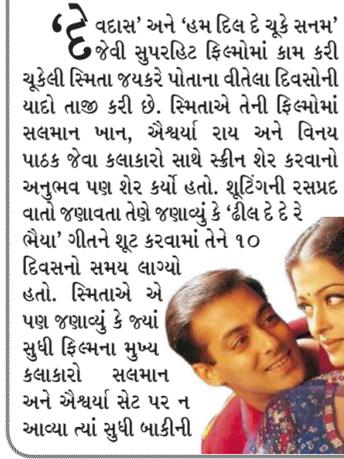 ‘દેવદાસ’ અને ‘હમ દિલ દે ચૂકે સનમ’
જેવી સુપરહિટ ફિલ્મોમાં કામ કરી
ચૂકેલી સ્મિતા જયકરે પોતાના વીતેલા દિવસોની
યાદો તાજી કરી છે. સ્મિતાએ તેની ફિલ્મોમાં
સલમાન ખાન, ઐશ્વર્યા રાય અને વિનય
પાઠક જેવા કલાકારો સાથે સ્ક્રીન શેર કરવાનો
અનુભવ પણ શેર કર્યો હતો. શૂટિંગની રસપ્રદ
વાતો જણાવતા તેણે જણાવ્યું કે ‘ઢીલ દે દે રે
ભૈયા’ ગીતને શૂટ કરવામાં તેને ૧૦
દિવસનો સમય લાગ્યો
હતો. સ્મિતાએ એ
પણ જણાવ્યું કે જ્યાં
સુધી ફિલ્મના મુખ્ય
કલાકારો સલમાન
અને ઐશ્વર્યા સેટ પર ન
આવ્યા ત્યાં સુધી બાકીની